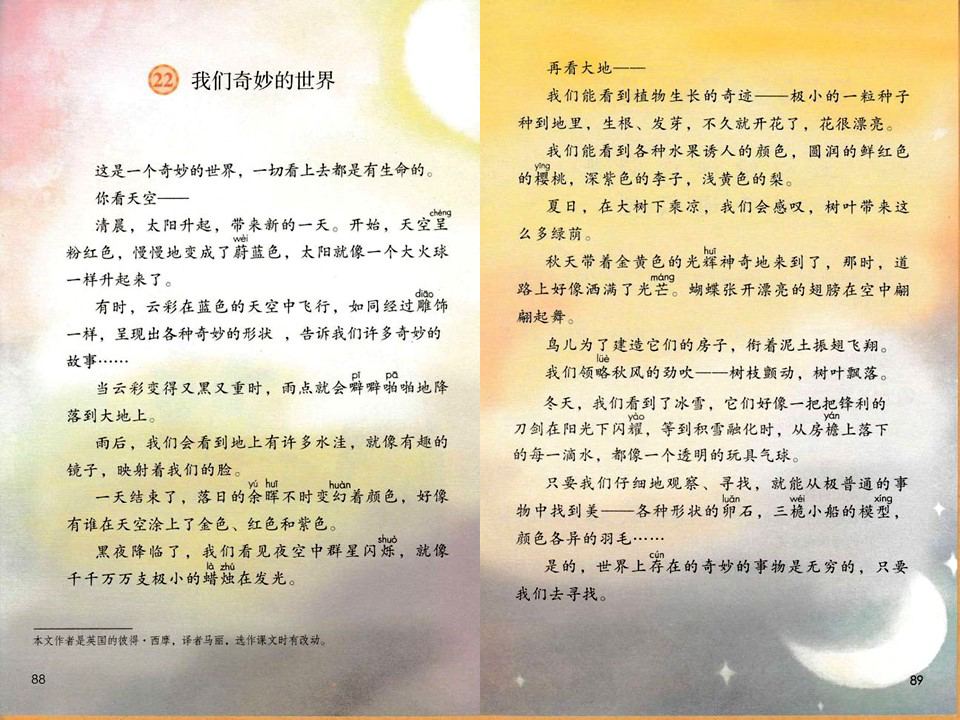 22 我们奇妙的世界
这是一个奇妙的世界，一切看上去都是有生命的。
你看天空——
chéng
清晨，太阳升起，带来新的一天。开始，天空呈
wèi
粉红色，慢慢地变成了蔚蓝色，太阳就像一个大火球
一样升起来了。
diāo
有时，云彩在蓝色的天空中飞行，如同经过雕饰
一样，呈现出各种奇妙的形状 ，告诉我们许多奇妙的
故事……
pī pā
当云彩变得又黑又重时，雨点就会噼噼啪啪地降
落到大地上。
雨后，我们会看到地上有许多水洼，就像有趣的
镜子，映射着我们的脸。
yú huī huàn
一天结束了，落日的余晖不时变幻着颜色，好像
有谁在天空涂上了金色、红色和紫色。
shuò
黑夜降临了，我们看见夜空中群星闪烁，就像
là zhú
千千万万支极小的蜡烛在发光。
本文作者是英国的彼得·西摩，译者马丽，选作课文时有改动。
88
再看大地——
我们能看到植物生长的奇迹——极小的一粒种子
种到地里，生根、发芽，不久就开花了，花很漂亮。
我们能看到各种水果诱人的颜色，圆润的鲜红色
yīng
的樱桃，深紫色的李子，浅黄色的梨。
夏日，在大树下乘凉，我们会感叹，树叶带来这
么多绿荫。
huī
秋天带着金黄色的光辉神奇地来到了，那时，道
máng
路上好像洒满了光芒。蝴蝶张开漂亮的翅膀在空中翩
翩起舞。
鸟儿为了建造它们的房子，衔着泥土振翅飞翔。
lüè
我们领略秋风的劲吹——树枝颤动，树叶飘落。
冬天，我们看到了冰雪，它们好像一把把锋利的
yào yán
刀剑在阳光下闪耀，等到积雪融化时，从房檐上落下
的每一滴水，都像一个透明的玩具气球。
只要我们仔细地观察、寻找，就能从极普通的事
luǎn wéi xíng
物中找到美——各种形状的卵石，三桅小船的模型，
颜色各异的羽毛……
cún
是的，世界上存在的奇妙的事物是无穷的，只要
我们去寻找。
89